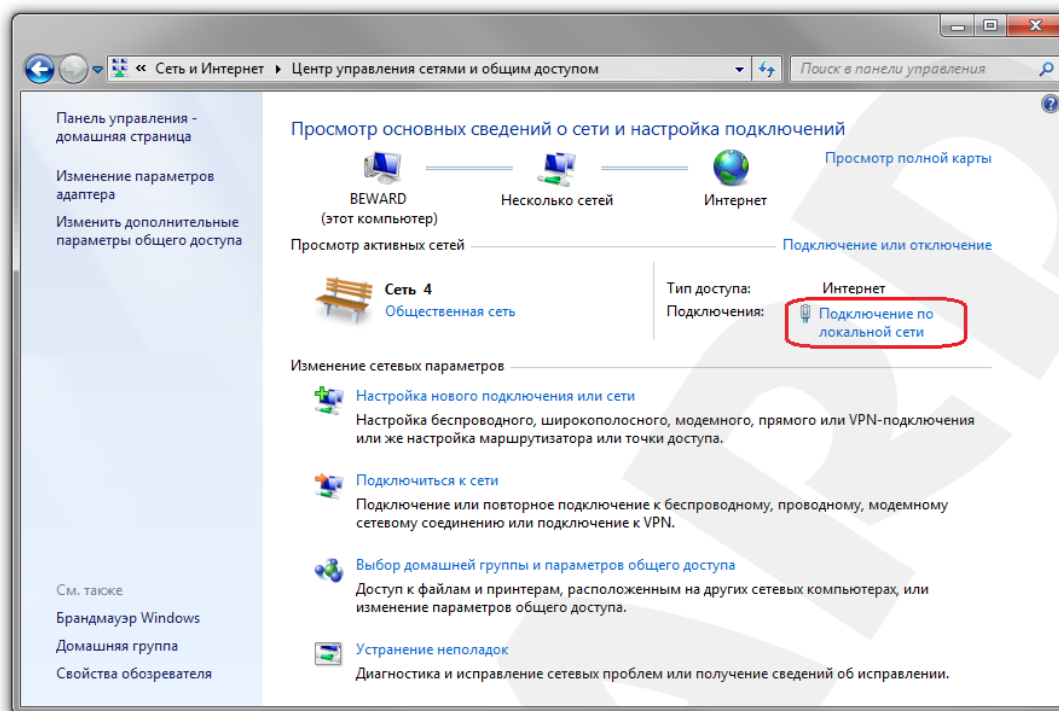 « Сеть и Интернет ▸ Центр управления сетями и общим доступом
Поиск в панели управления
Панель управления -
домашняя страница
Изменение параметров
адаптера
Изменить дополнительные
параметры общего доступа
См. также
Брандмауэр Windows
Домашняя группа
Свойства обозревателя
Просмотр основных сведений о сети и настройка подключений
Просмотр полной карты
BEWARD
(этот компьютер)
Несколько сетей
Интернет
Просмотр активных сетей
Подключение или отключение
Сеть 4
Общественная сеть
Тип доступа: Интернет
Подключения: Подключение по
локальной сети
Изменение сетевых параметров
Настройка нового подключения или сети
Настройка беспроводного, широкополосного, модемного, прямого или VPN-подключения
или же настройка маршрутизатора или точки доступа.
Подключиться к сети
Подключение или повторное подключение к беспроводному, проводному, модемному
сетевому соединению или подключение к VPN.
Выбор домашней группы и параметров общего доступа
Доступ к файлам и принтерам, расположенным на других сетевых компьютерах, или
изменение параметров общего доступа.
Устранение неполадок
Диагностика и исправление сетевых проблем или получение сведений об исправлении.